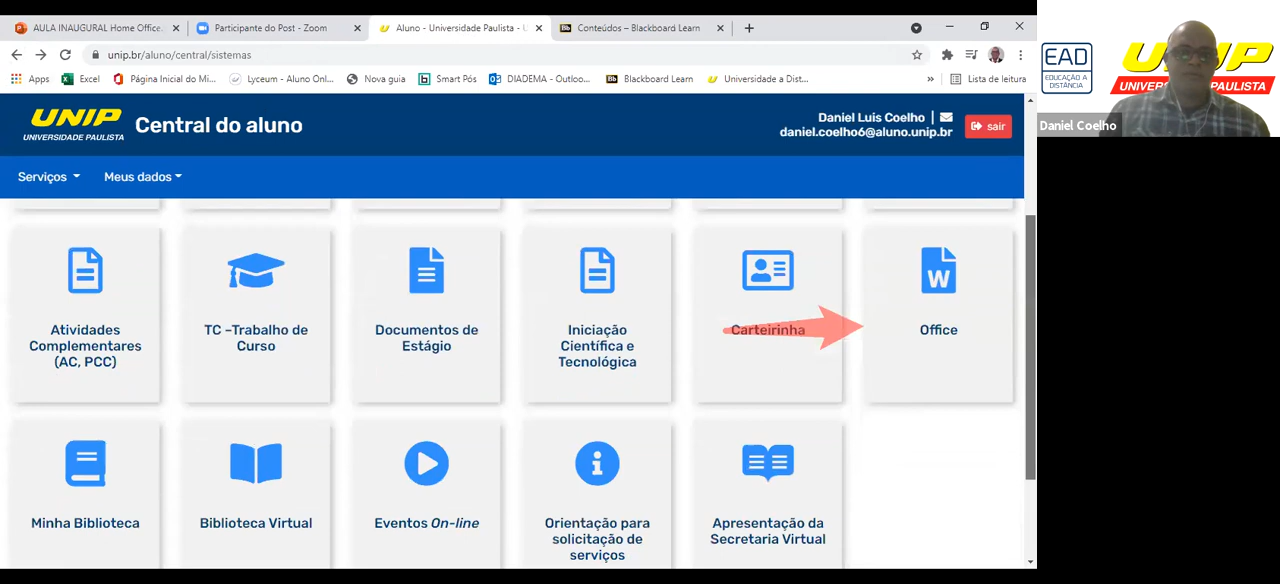 AULA INAUGURAL Home Office.
Participante do Post - Zoom
Aluno - Universidade Paulista - U
Conteúdos – Blackboard Learn
unip.br/aluno/central/sistemas
Apps
Excel
Página Inicial do Mi...
Lyceum - Aluno Onl...
Nova guia
Smart Pós
DIADEMA - Outloo...
Blackboard Learn
Universidade a Dist...
»
Lista de leitura
UNIP
UNIVERSIDADE PAULISTA
Central do aluno
Daniel Luis Coelho |
daniel.coelho6@aluno.unip.br
sair
Serviços
Meus dados
Atividades
Complementares
(AC, PCC)
TC –Trabalho de
Curso
Documentos de
Estágio
Iniciação
Científica e
Tecnológica
Carteirinha
W
Office
Minha Biblioteca
Biblioteca Virtual
Eventos On-line
Orientação para
solicitação de
serviços
Apresentação da
Secretaria Virtual
EAD
EDUCAÇÃO A
DISTÂNCIA
Daniel Coelho